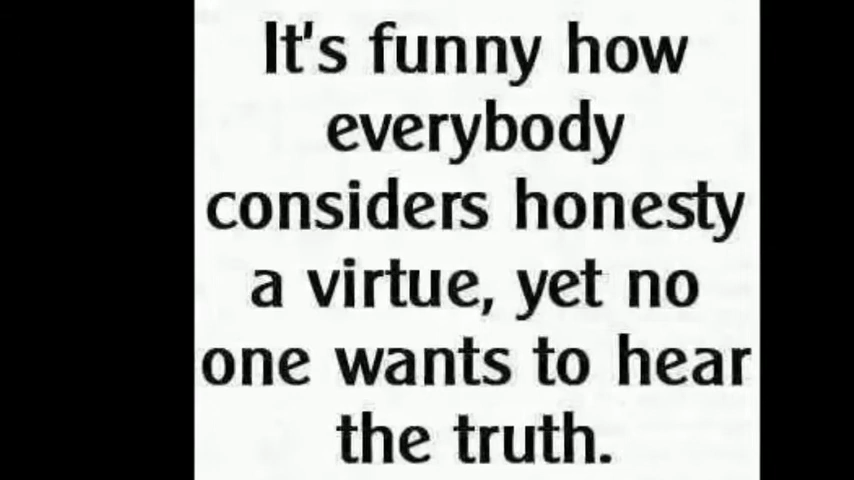 It's funny how
everybody
considers honesty
a virtue, yet no
one wants to hear
the truth.